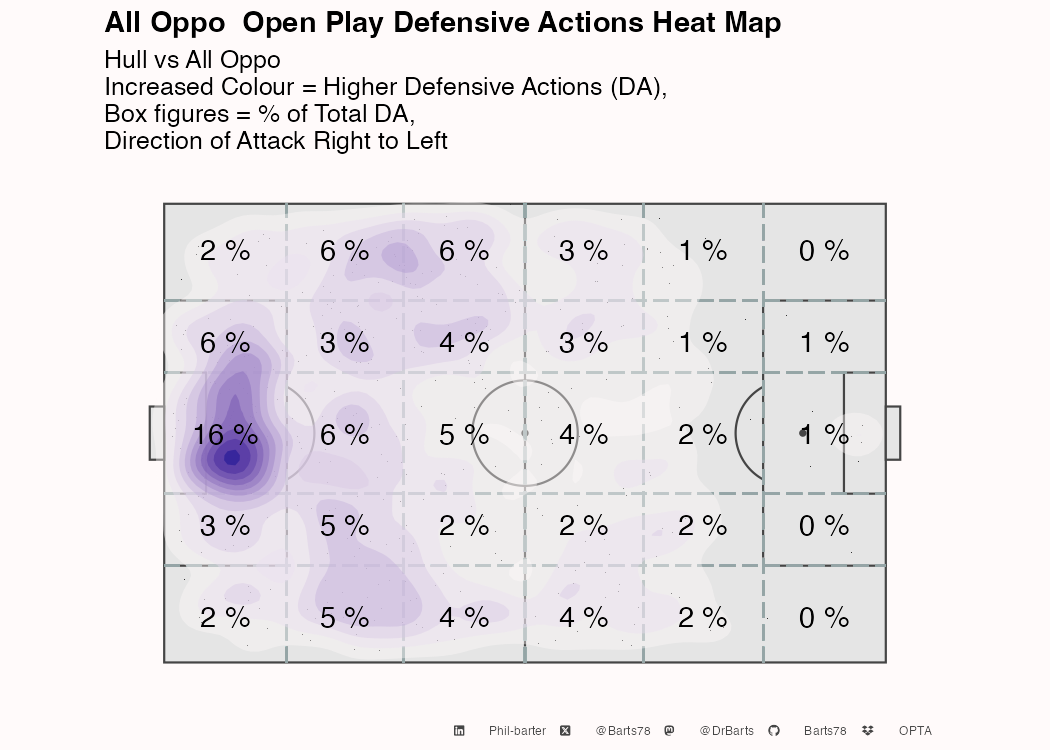 All Oppo  Open Play Defensive Actions Heat Map
Hull vs All Oppo
Increased Colour = Higher Defensive Actions (DA),
Box figures = % of Total DA,
Direction of Attack Right to Left
2 % 6 % 6 % 3 % 1 % 0 %
6 % 3 % 4 % 3 % 1 % 1 %
16 % 6 % 5 % 4 % 2 % 1 %
3 % 5 % 2 % 2 % 2 % 0 %
2 % 5 % 4 % 4 % 2 % 0 %
Phil-barter @Barts78 @DrBarts Barts78 OPTA